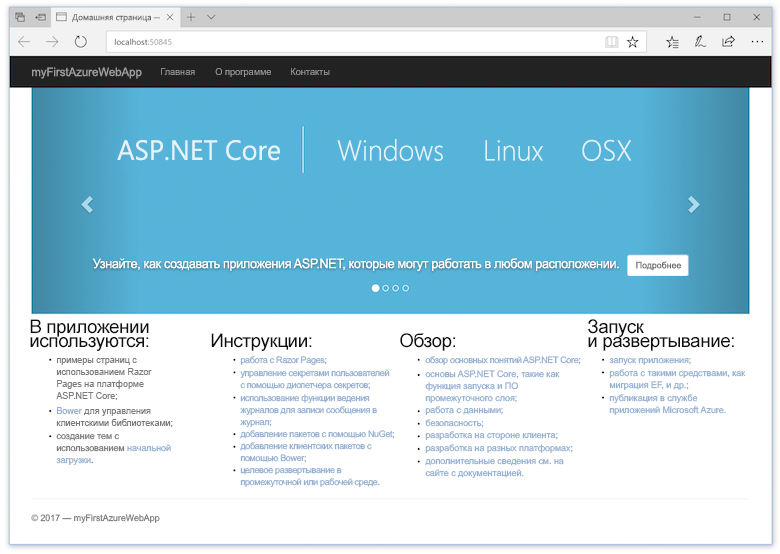 Домашняя страница —
localhost:50845
myFirstAzureWebApp Главная О программе Контакты
ASP.NET Core Windows Linux OSX
Узнайте, как создавать приложения ASP.NET, которые могут работать в любом расположении. Подробнее
В приложении
используются:
• примеры страниц с
использованием Razor
Pages на платформе
ASP.NET Core;
• Bower для управления
клиентскими библиотеками;
• создание тем с
использованием начальной
загрузки.
Инструкции:
• работа с Razor Pages;
• управление секретами пользователей
с помощью диспетчера секретов;
• использование функции ведения
журналов для записи сообщения в
журнал;
• добавление пакетов с помощью NuGet;
• добавление клиентских пакетов с
помощью Bower;
• целевое развертывание в
промежуточной или рабочей среде.
Обзор:
• обзор основных понятий ASP.NET Core;
• основы ASP.NET Core, такие как
функция запуска и ПО
промежуточного слоя;
• работа с данными;
• безопасность;
• разработка на стороне клиента;
• разработка на разных платформах;
• дополнительные сведения см. на
сайте с документацией.
Запуск
и развертывание:
• запуск приложения;
• работа с такими средствами, как
миграция EF, и др.;
• публикация в службе
приложений Microsoft Azure.
© 2017 — myFirstAzureWebApp